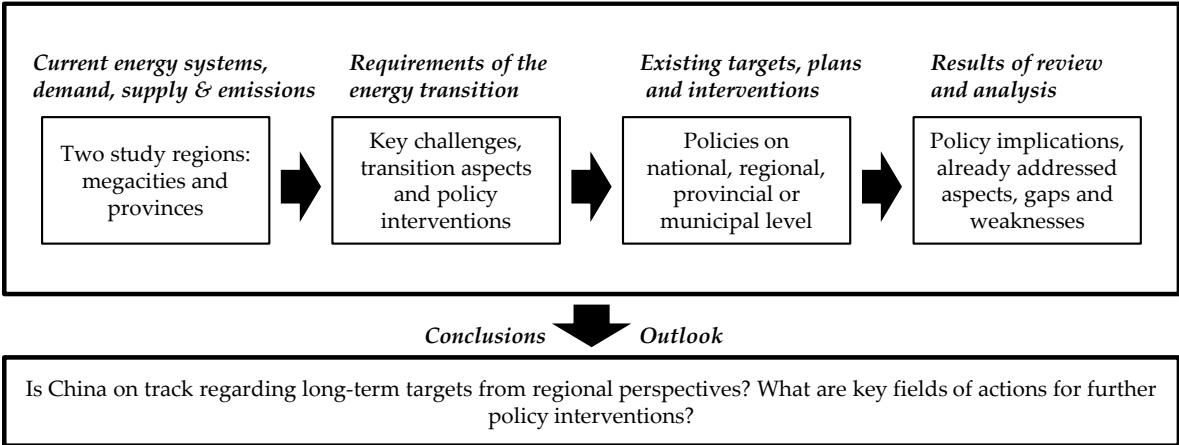 Current energy systems,
demand, supply & emissions
Two study regions:
megacities and
provinces
Requirements of the
energy transition
Key challenges,
transition aspects
and policy
interventions
Existing targets, plans
and interventions
Policies on
national, regional,
provincial or
municipal level
Results of review
and analysis
Policy implications,
already addressed
aspects, gaps and
weaknesses
Conclusions Outlook
Is China on track regarding long-term targets from regional perspectives? What are key fields of actions for further
policy interventions?